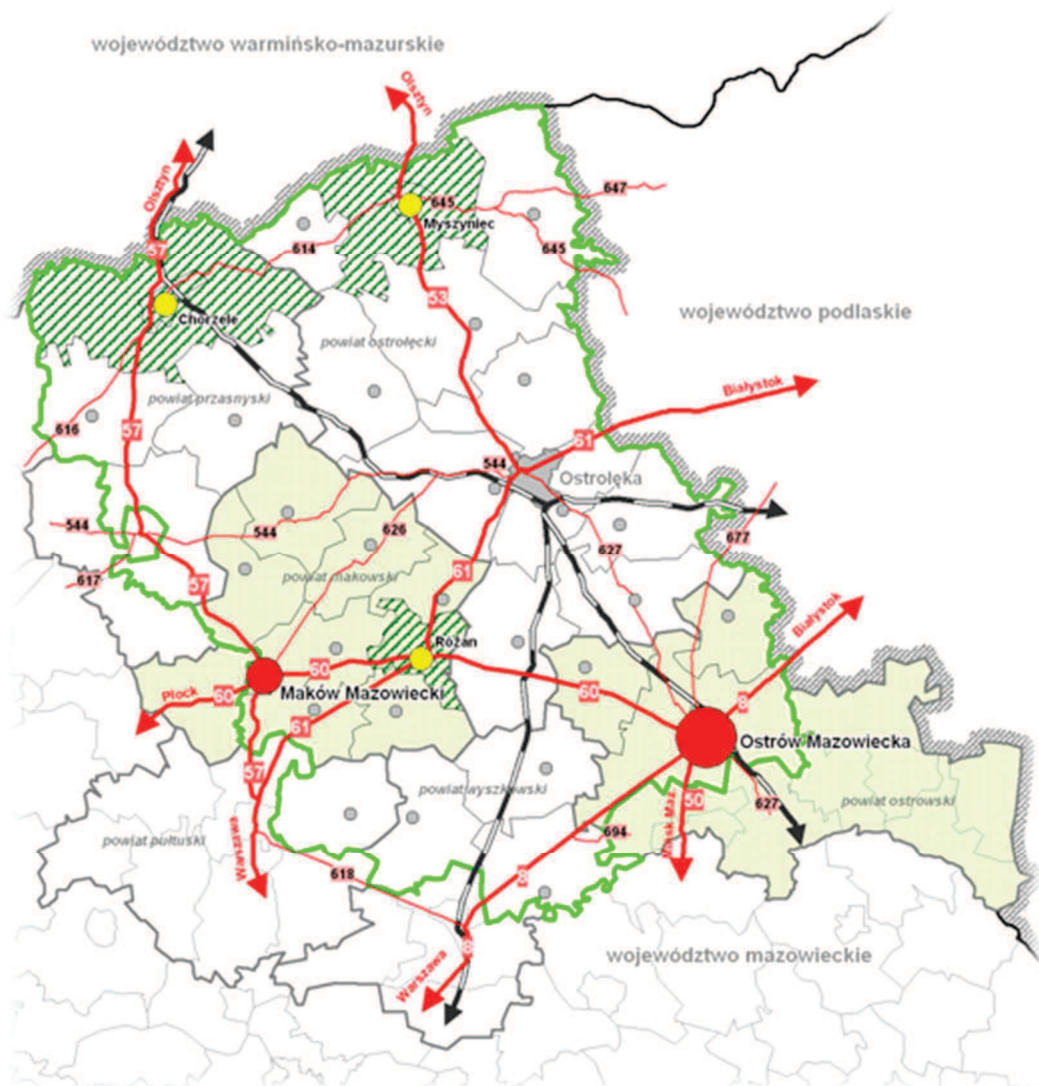 województwo warmińsko-mazurskie
Olsztyn
Olsztyn
647
645
Myszyniec
614
645
57
53
Chorzele
województwo podlaskie
powiat ostrołęcki
Białystok
powiat przasnyski
57
616
61
544
Ostrołęka
544
544
626
627
677
617
57
powiat makowski
61
Białystok
Różan
60
60
Maków Mazowiecki
Płock
60
8
61
Ostrów Mazowiecka
57
powiat wyszkowski
50
627
powiat ostrowski
powiat pułtuski
Warszawa
Mińsk Maz.
694
618
8
8
Warszawa
województwo mazowieckie